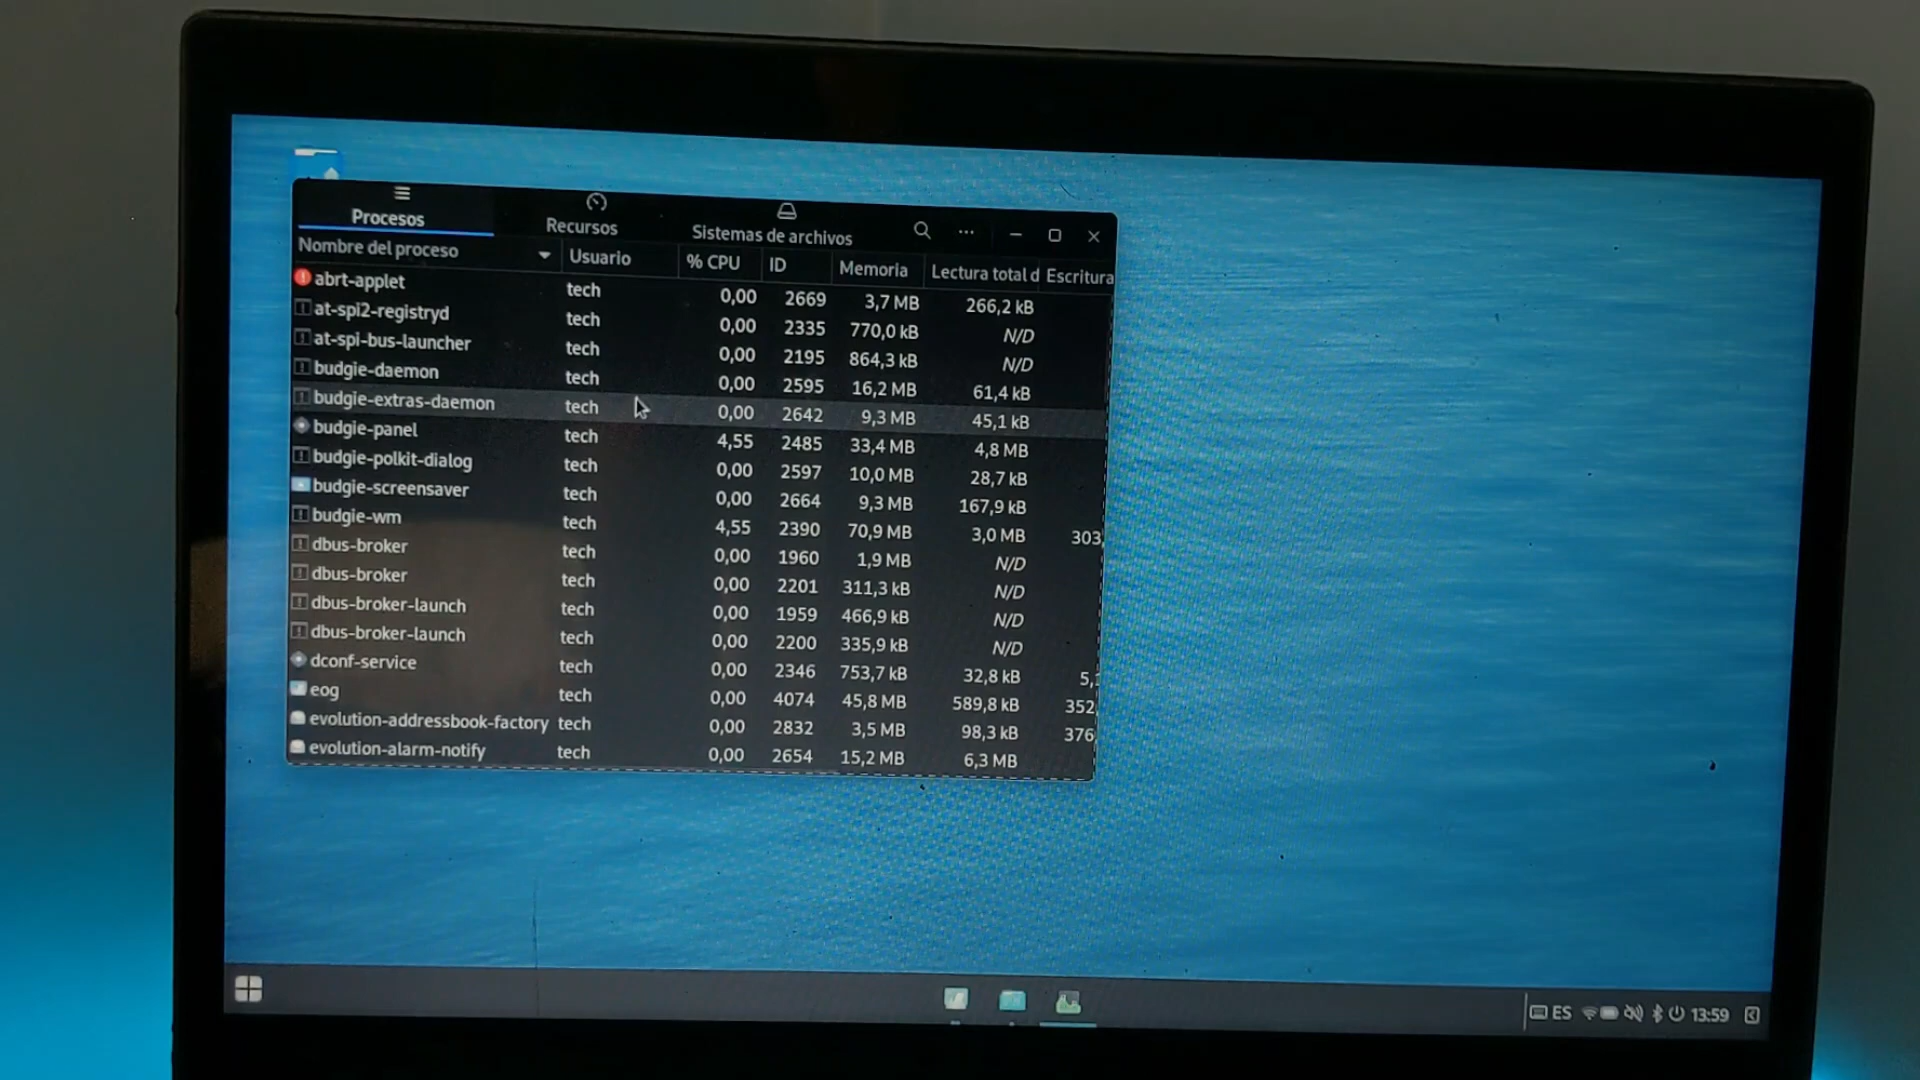 Procesos Recursos Sistemas de archivos
Nombre del proceso Usuario % CPU ID Memoria Lectura total d Escritura
abrt-applet tech 0,00 2669 3,7 MB 266,2 kB
at-spi2-registryd tech 0,00 2335 770,0 kB N/D
at-spi-bus-launcher tech 0,00 2195 864,3 kB N/D
budgie-daemon tech 0,00 2595 16,2 MB 61,4 kB
budgie-extras-daemon tech 0,00 2642 9,3 MB 45,1 kB
budgie-panel tech 4,55 2485 33,4 MB 4,8 MB
budgie-polkit-dialog tech 0,00 2597 10,0 MB 28,7 kB
budgie-screensaver tech 0,00 2664 9,3 MB 167,9 kB
budgie-wm tech 4,55 2390 70,9 MB 3,0 MB 303,
dbus-broker tech 0,00 1960 1,9 MB N/D
dbus-broker tech 0,00 2201 311,3 kB N/D
dbus-broker-launch tech 0,00 1959 466,9 kB N/D
dbus-broker-launch tech 0,00 2200 335,9 kB N/D
dconf-service tech 0,00 2346 753,7 kB 32,8 kB 5,
eog tech 0,00 4074 45,8 MB 589,8 kB 352,
evolution-addressbook-factory tech 0,00 2832 3,5 MB 98,3 kB 376,
evolution-alarm-notify tech 0,00 2654 15,2 MB 6,3 MB
ES 13:59